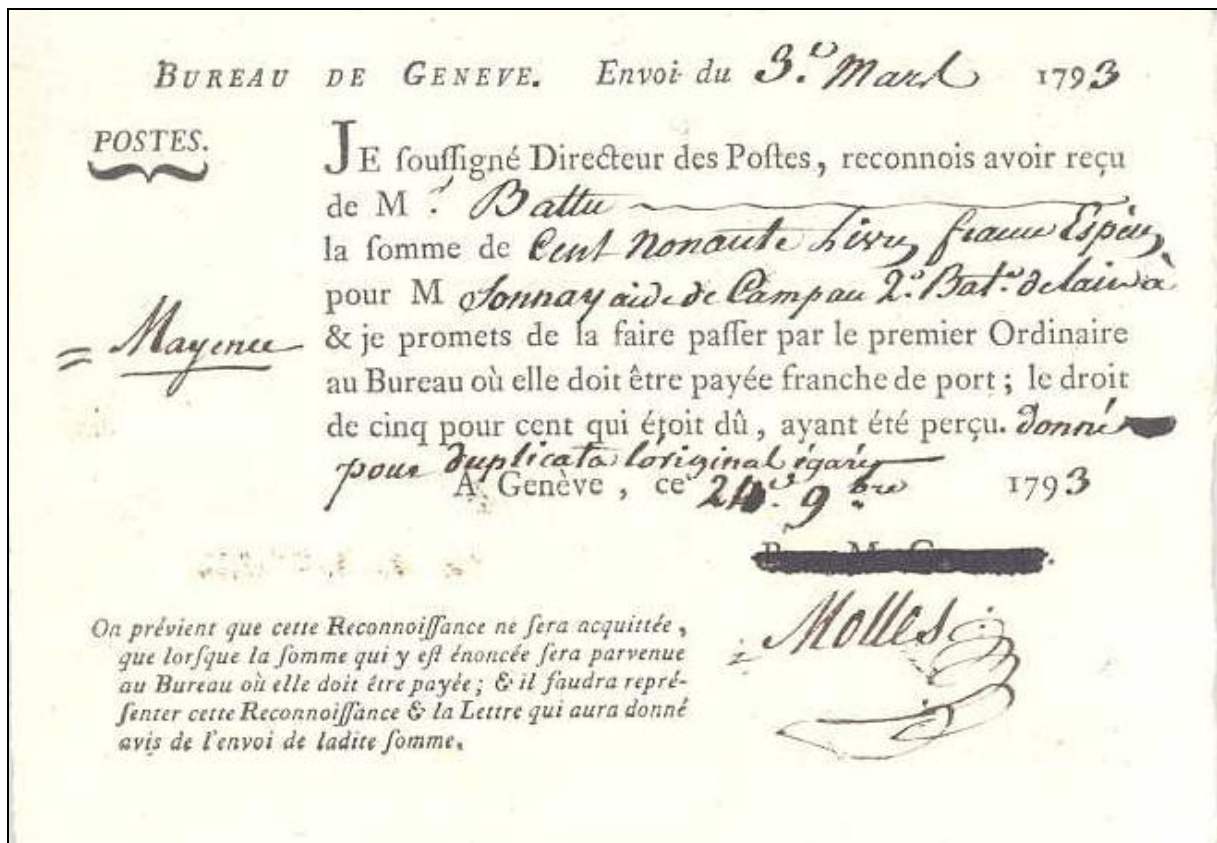 BUREAU DE GENEVE. Envoi du 3.e Mars 1793
POSTES.
JE ſouſſigné Directeur des Poſtes, reconnois avoir reçu
de M.r Battu
la ſomme de Cent Nonante Livres france Espèces
pour M Sonnay aide de Camp au 2.e Bat.n de lain à
= Mayence
& je promets de la faire paſſer par le premier Ordinaire
au Bureau où elle doit être payée franche de port; le droit
de cinq pour cent qui étoit dû, ayant été perçu. donné
pour duplicata loriginal égaré
A Genève, ce 24.e 9.bre 1793
Molles
On prévient que cette Reconnoiſſance ne ſera acquittée,
que lorſque la ſomme qui y eſt énoncée ſera parvenue
au Bureau où elle doit être payée; & il faudra repré-
ſenter cette Reconnoiſſance & la Lettre qui aura donné
avis de l'envoi de ladite ſomme.